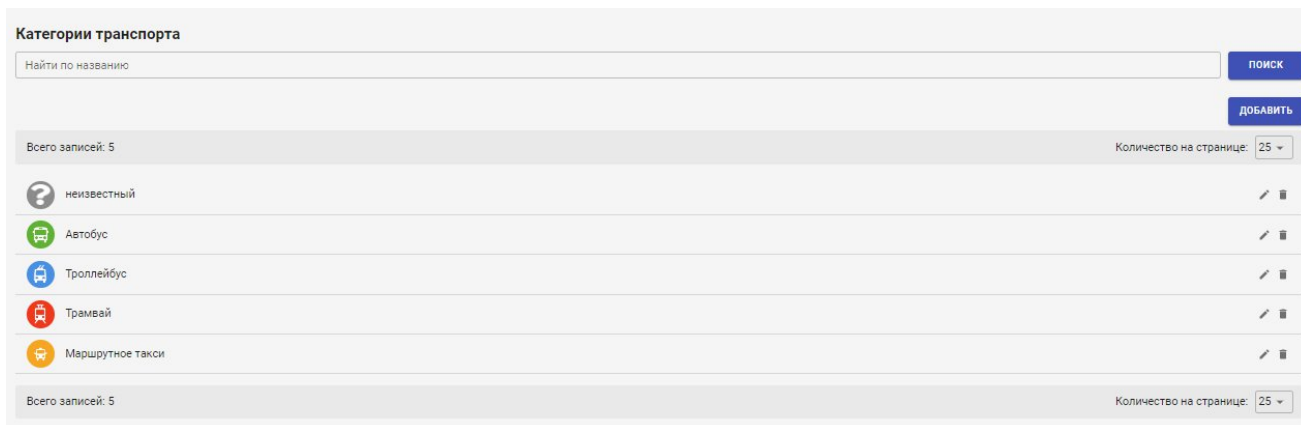 Категории транспорта
Найти по названию
ПОИСК
ДОБАВИТЬ
Всего записей: 5 Количество на странице: 25
неизвестный
Автобус
Троллейбус
Трамвай
Маршрутное такси
Всего записей: 5 Количество на странице: 25